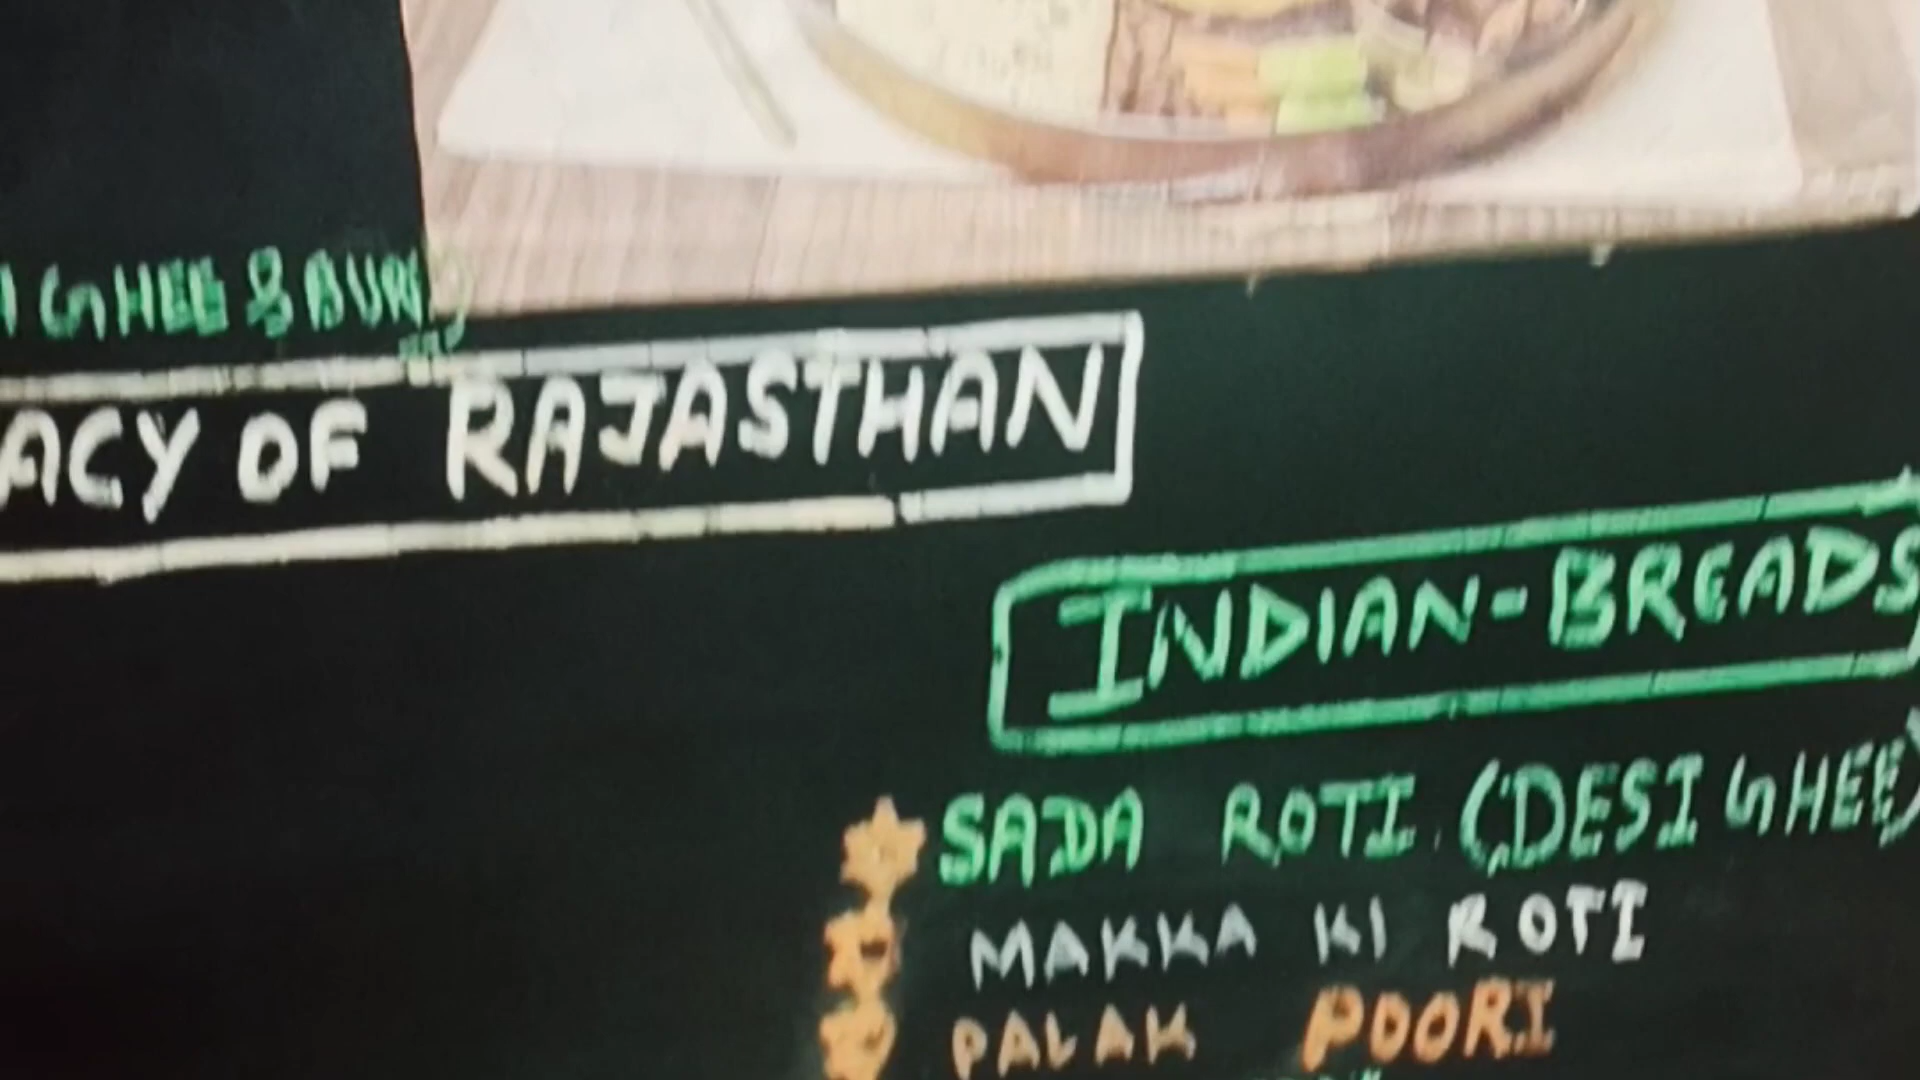 GHEE & BURA
ACY OF RAJASTHAN
INDIAN-BREADS
SADA ROTI (DESI GHEE)
MAKKA KI ROTI
PALAK POORI